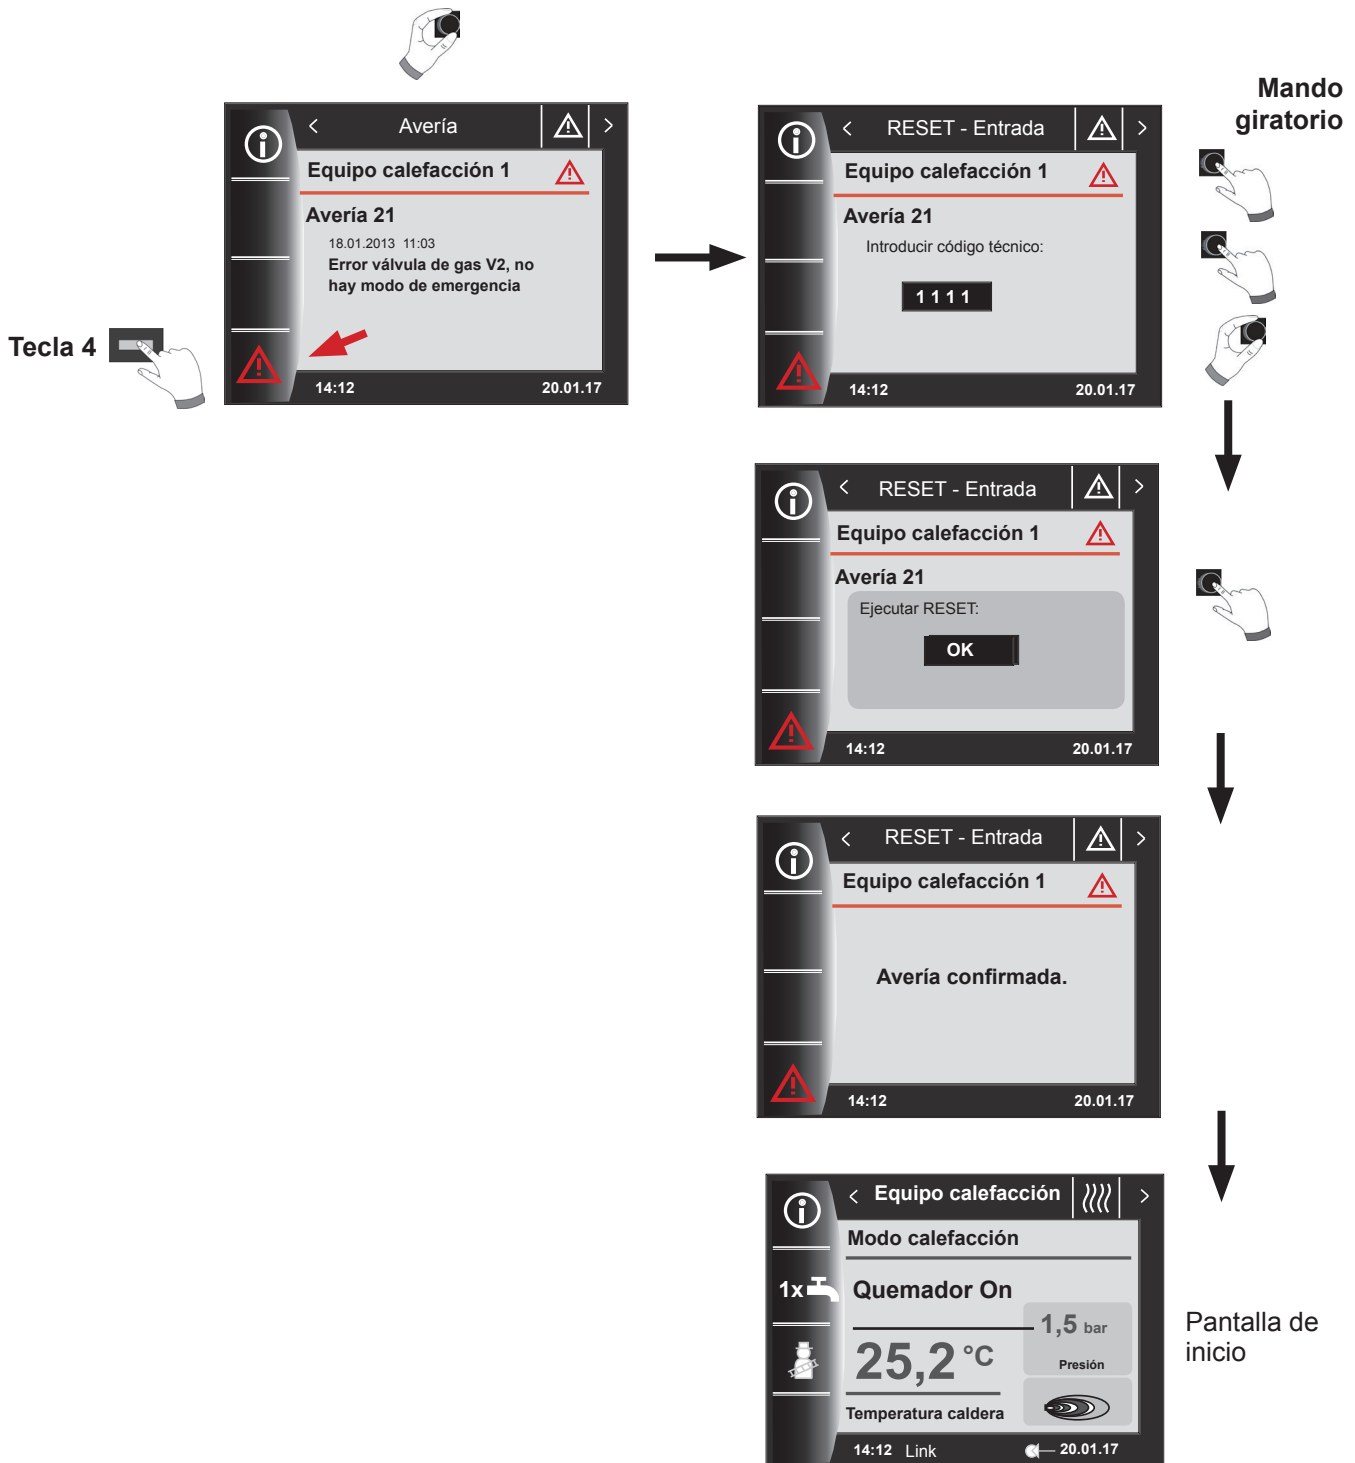 Mando
giratorio
Tecla 4
< Avería >
Equipo calefacción 1
Avería 21
18.01.2013 11:03
Error válvula de gas V2, no
hay modo de emergencia
14:12 20.01.17
< RESET - Entrada >
Equipo calefacción 1
Avería 21
Introducir código técnico:
1111
14:12 20.01.17
< RESET - Entrada >
Equipo calefacción 1
Avería 21
Ejecutar RESET:
OK
14:12 20.01.17
< RESET - Entrada >
Equipo calefacción 1
Avería confirmada.
14:12 20.01.17
< Equipo calefacción >
Modo calefacción
1x
Quemador On
1,5 bar
Presión
25,2 °C
Temperatura caldera
14:12 Link 20.01.17
Pantalla de
inicio